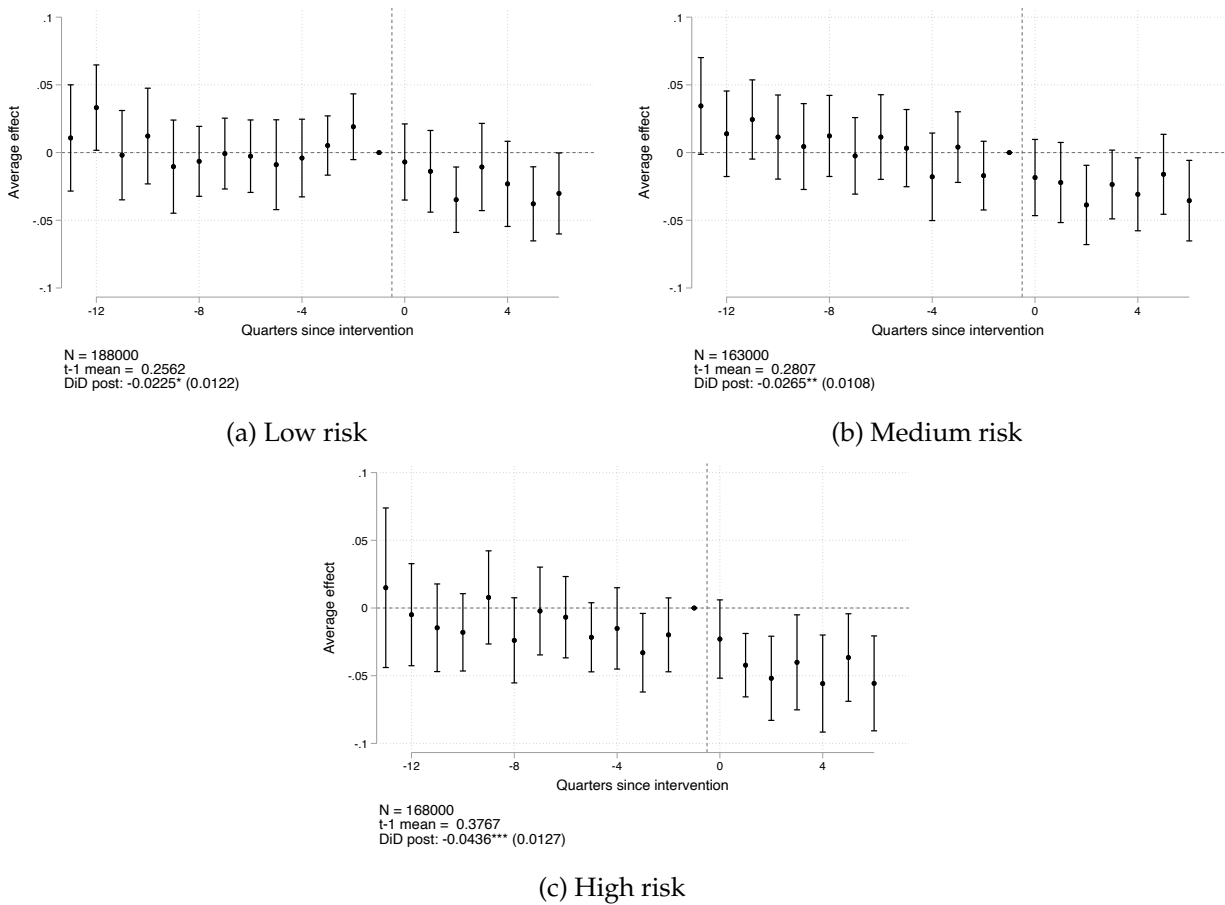 .1
.05
0
-.05
-.1
Average effect
-12
-8
-4
0
4
Quarters since intervention
N = 188000
t-1 mean = 0.2562
DiD post: -0.0225* (0.0122)
(a) Low risk
.1
.05
0
-.05
-.1
Average effect
-12
-8
-4
0
4
Quarters since intervention
N = 163000
t-1 mean = 0.2807
DiD post: -0.0265** (0.0108)
(b) Medium risk
.1
.05
0
-.05
-.1
Average effect
-12
-8
-4
0
4
Quarters since intervention
N = 168000
t-1 mean = 0.3767
DiD post: -0.0436*** (0.0127)
(c) High risk